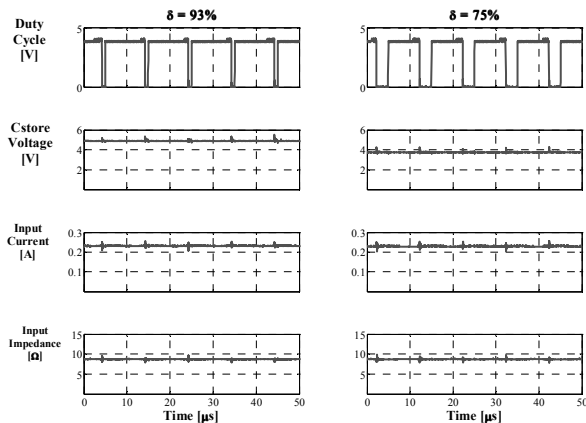 δ = 93%
δ = 75%
Duty
Cycle
[V]
5
0
5
0
Cstore
Voltage
[V]
6
4
2
6
4
2
Input
Current
[A]
0.3
0.2
0.1
0.3
0.2
0.1
Input
Impedance
[Ω]
15
10
5
15
10
5
0 10 20 30 40 50
0 10 20 30 40 50
Time [μs]
Time [μs]